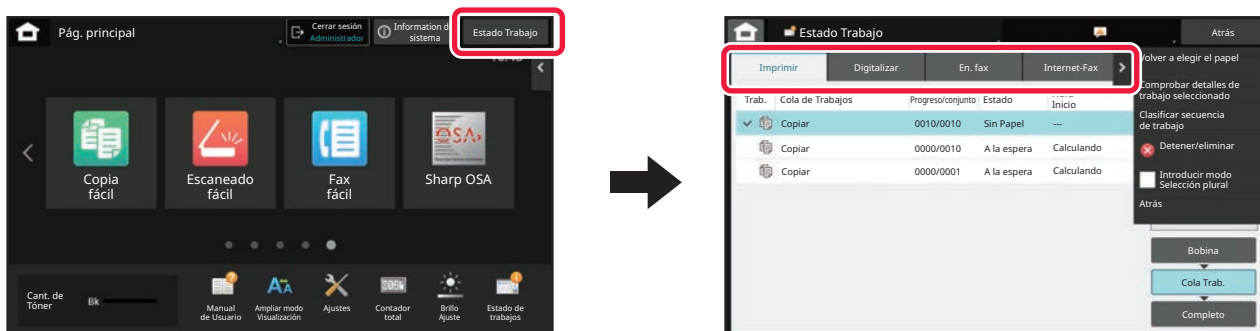 Pág. principal
Cerrar sesión
Administrador
Information d
sistema
Estado Trabajo
Copia
fácil
Escaneado
fácil
Fax
fácil
Sharp OSA
OSA
Cant. de
Tóner
Bk
Manual
de Usuario
Ampliar modo
Visualización
Ajustes
Contador
total
Brillo
Ajuste
Estado de
trabajos
Estado Trabajo
Atrás
Imprimir
Digitalizar
En. fax
Internet-Fax
Volver a elegir el papel
Comprobar detalles de
trabajo seleccionado
Clasificar secuencia
de trabajo
Detener/eliminar
Introducir modo
Selección plural
Atrás
Trab.
Cola de Trabajos
Progreso/conjunto
Estado
Inicio
Copiar
0010/0010
Sin Papel
---
Copiar
0000/0010
A la espera
Calculando
Copiar
0000/0001
A la espera
Calculando
Bobina
Cola Trab.
Completo